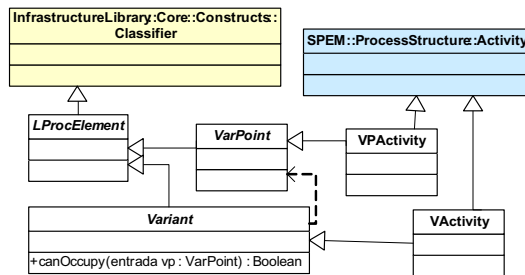 InfrastructureLibrary::Core::Constructs::
Classifier
SPEM::ProcessStructure::Activity
LProcElement
VarPoint
VPActivity
Variant
+canOccupy(entrada vp : VarPoint) : Boolean
VActivity